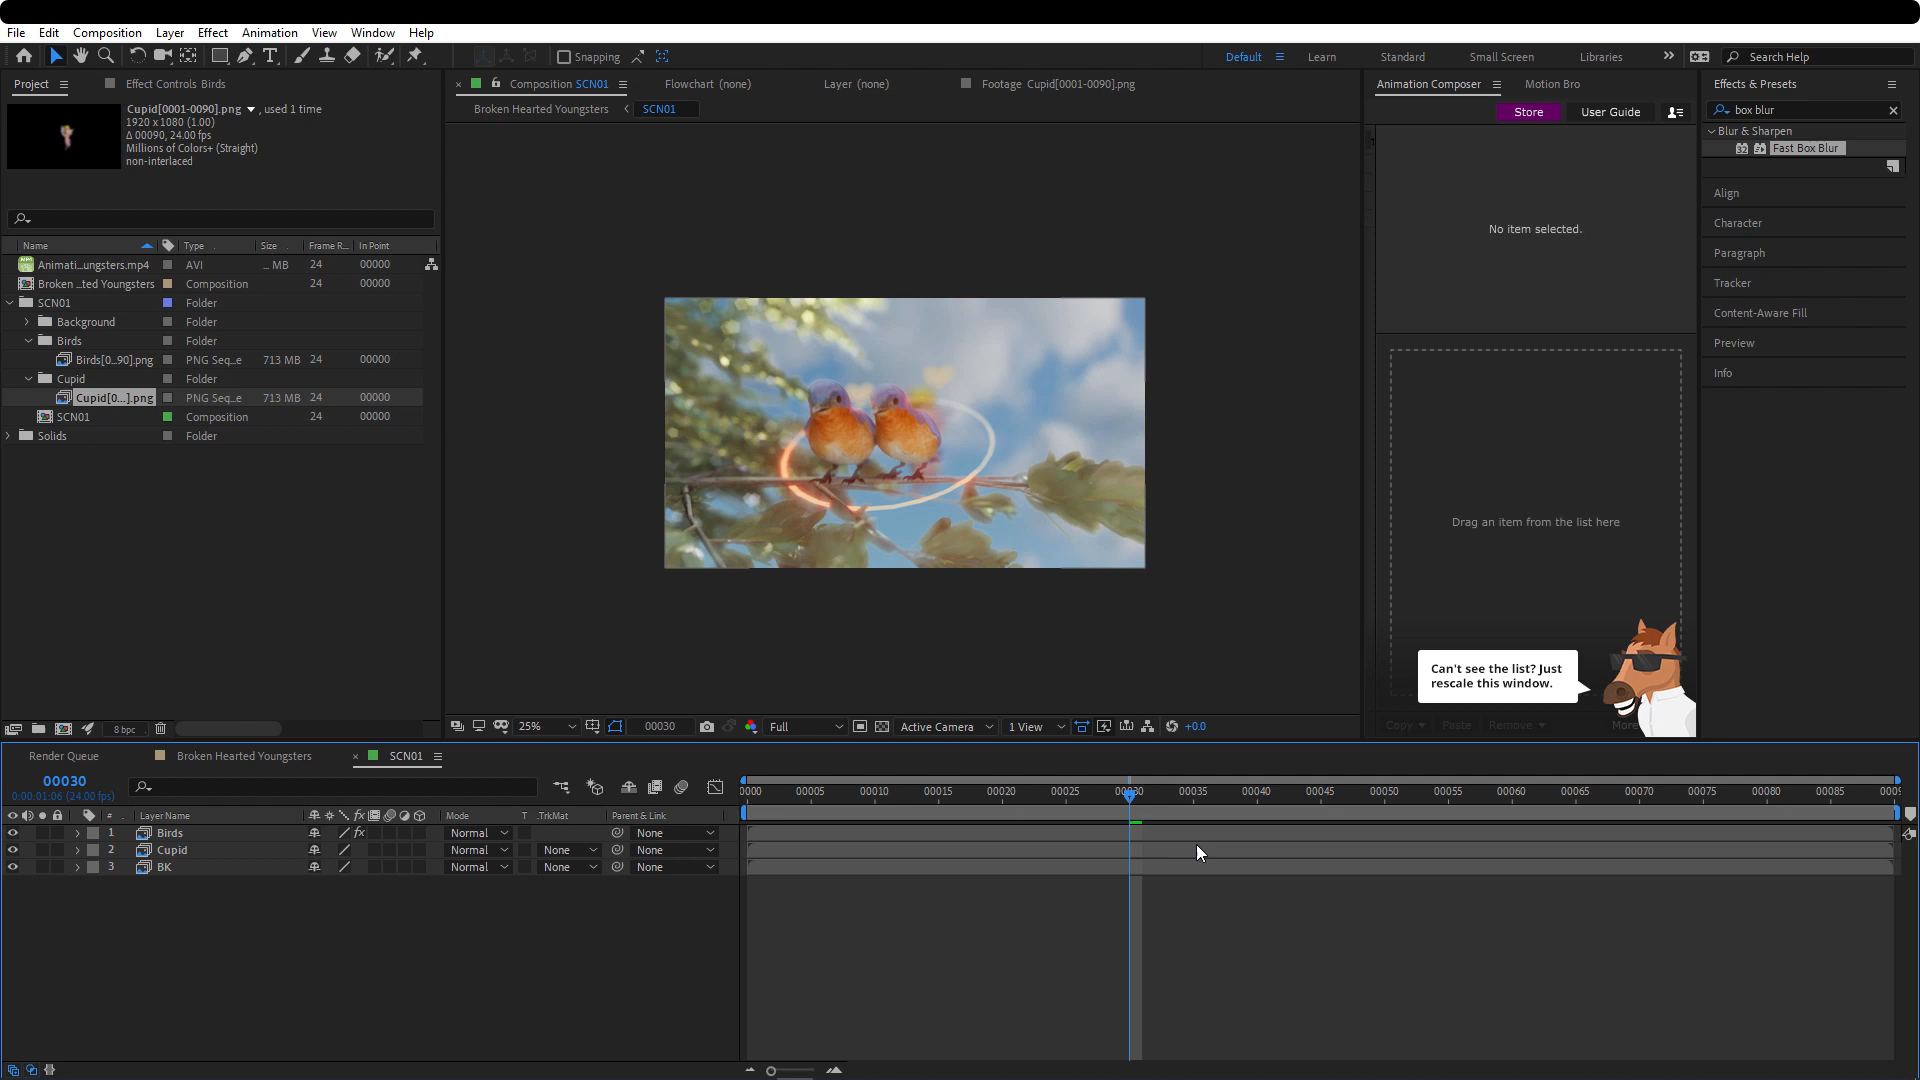 File Edit Composition Layer Effect Animation View Window Help
Snapping
Default Learn Standard Small Screen Libraries Search Help
Project Effect Controls Birds
Cupid[0001-0090].png , used 1 time
1920 x 1080 (1.00)
Δ 00090, 24.00 fps
Millions of Colors+ (Straight)
non-interlaced
Name Type Size Frame R... In Point
Animati...ungsters.mp4 AVI ... MB 24 00000
Broken ...ted Youngsters Composition 24 00000
SCN01 Folder
Background Folder
Birds Folder
Birds[0...90].png PNG Seq...e 713 MB 24 00000
Cupid Folder
Cupid[0...].png PNG Seq...e 713 MB 24 00000
SCN01 Composition 24 00000
Solids Folder
8 bpc
Composition SCN01 Flowchart (none) Layer (none) Footage Cupid[0001-0090].png
Broken Hearted Youngsters SCN01
25% 00030 Full Active Camera 1 View +0.0
Animation Composer Motion Bro
Store User Guide
No item selected.
Drag an item from the list here
Can't see the list? Just
rescale this window.
Copy Paste Remove More
Effects & Presets
box blur
Blur & Sharpen
32 Fast Box Blur
Align
Character
Paragraph
Tracker
Content-Aware Fill
Preview
Info
Render Queue Broken Hearted Youngsters SCN01
00030
0:00:01:06 (24.00 fps)
0000 00005 00010 00015 00020 00025 00030 00035 00040 00045 00050 00055 00060 00065 00070 00075 00080 00085 0009
# Layer Name fx Mode T .TrkMat Parent & Link
1 Birds fx Normal None
2 Cupid Normal None None
3 BK Normal None None